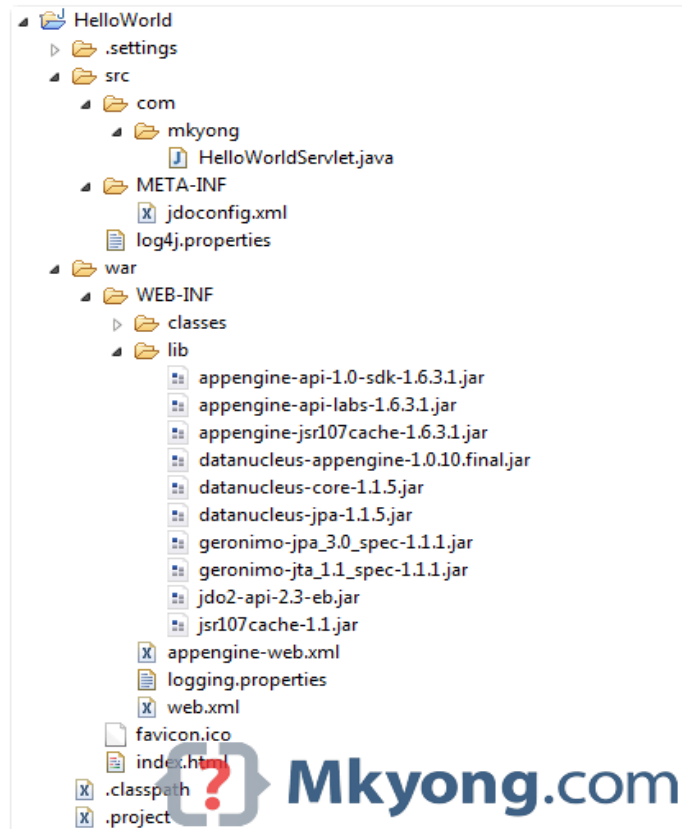 HelloWorld
.settings
src
com
mkyong
HelloWorldServlet.java
META-INF
jdoconfig.xml
log4j.properties
war
WEB-INF
classes
lib
appengine-api-1.0-sdk-1.6.3.1.jar
appengine-api-labs-1.6.3.1.jar
appengine-jsr107cache-1.6.3.1.jar
datanucleus-appengine-1.0.10.final.jar
datanucleus-core-1.1.5.jar
datanucleus-jpa-1.1.5.jar
geronimo-jpa_3.0_spec-1.1.1.jar
geronimo-jta_1.1_spec-1.1.1.jar
jdo2-api-2.3-eb.jar
jsr107cache-1.1.jar
appengine-web.xml
logging.properties
web.xml
favicon.ico
index.html
.classpath
.project
? Mkyong.com